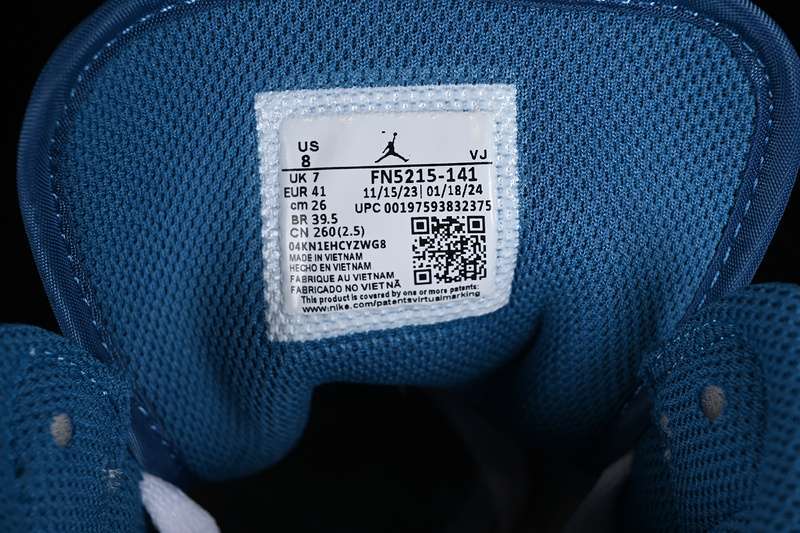 US
8
VJ
UK 7
FN5215-141
EUR 41
11/15/23| 01/18/24
cm 26
UPC 00197593832375
BR 39.5
CN 260(2.5)
04KN1EHCYZWG8
MADE IN VIETNAM
HECHO EN VIETNAM
FABRIQUE AU VIETNAM
FABRICADO NO VIETNÃ
This product is covered by one or more patents:
www.nike.com/patentsvirtualmarking